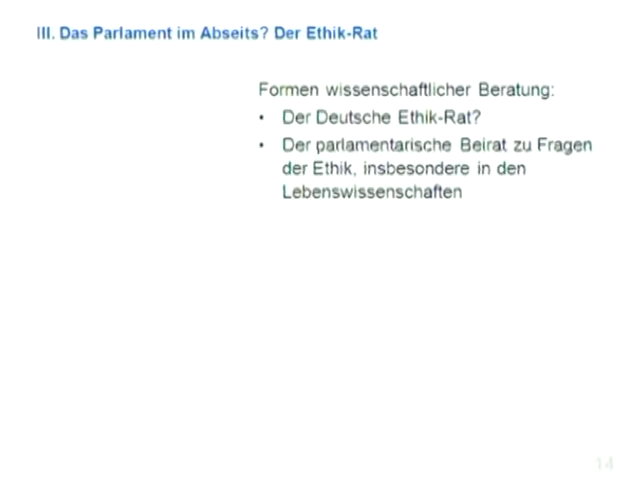 III. Das Parlament im Abseits? Der Ethik-Rat
Formen wissenschaftlicher Beratung:
• Der Deutsche Ethik-Rat?
• Der parlamentarische Beirat zu Fragen
der Ethik, insbesondere in den
Lebenswissenschaften
14